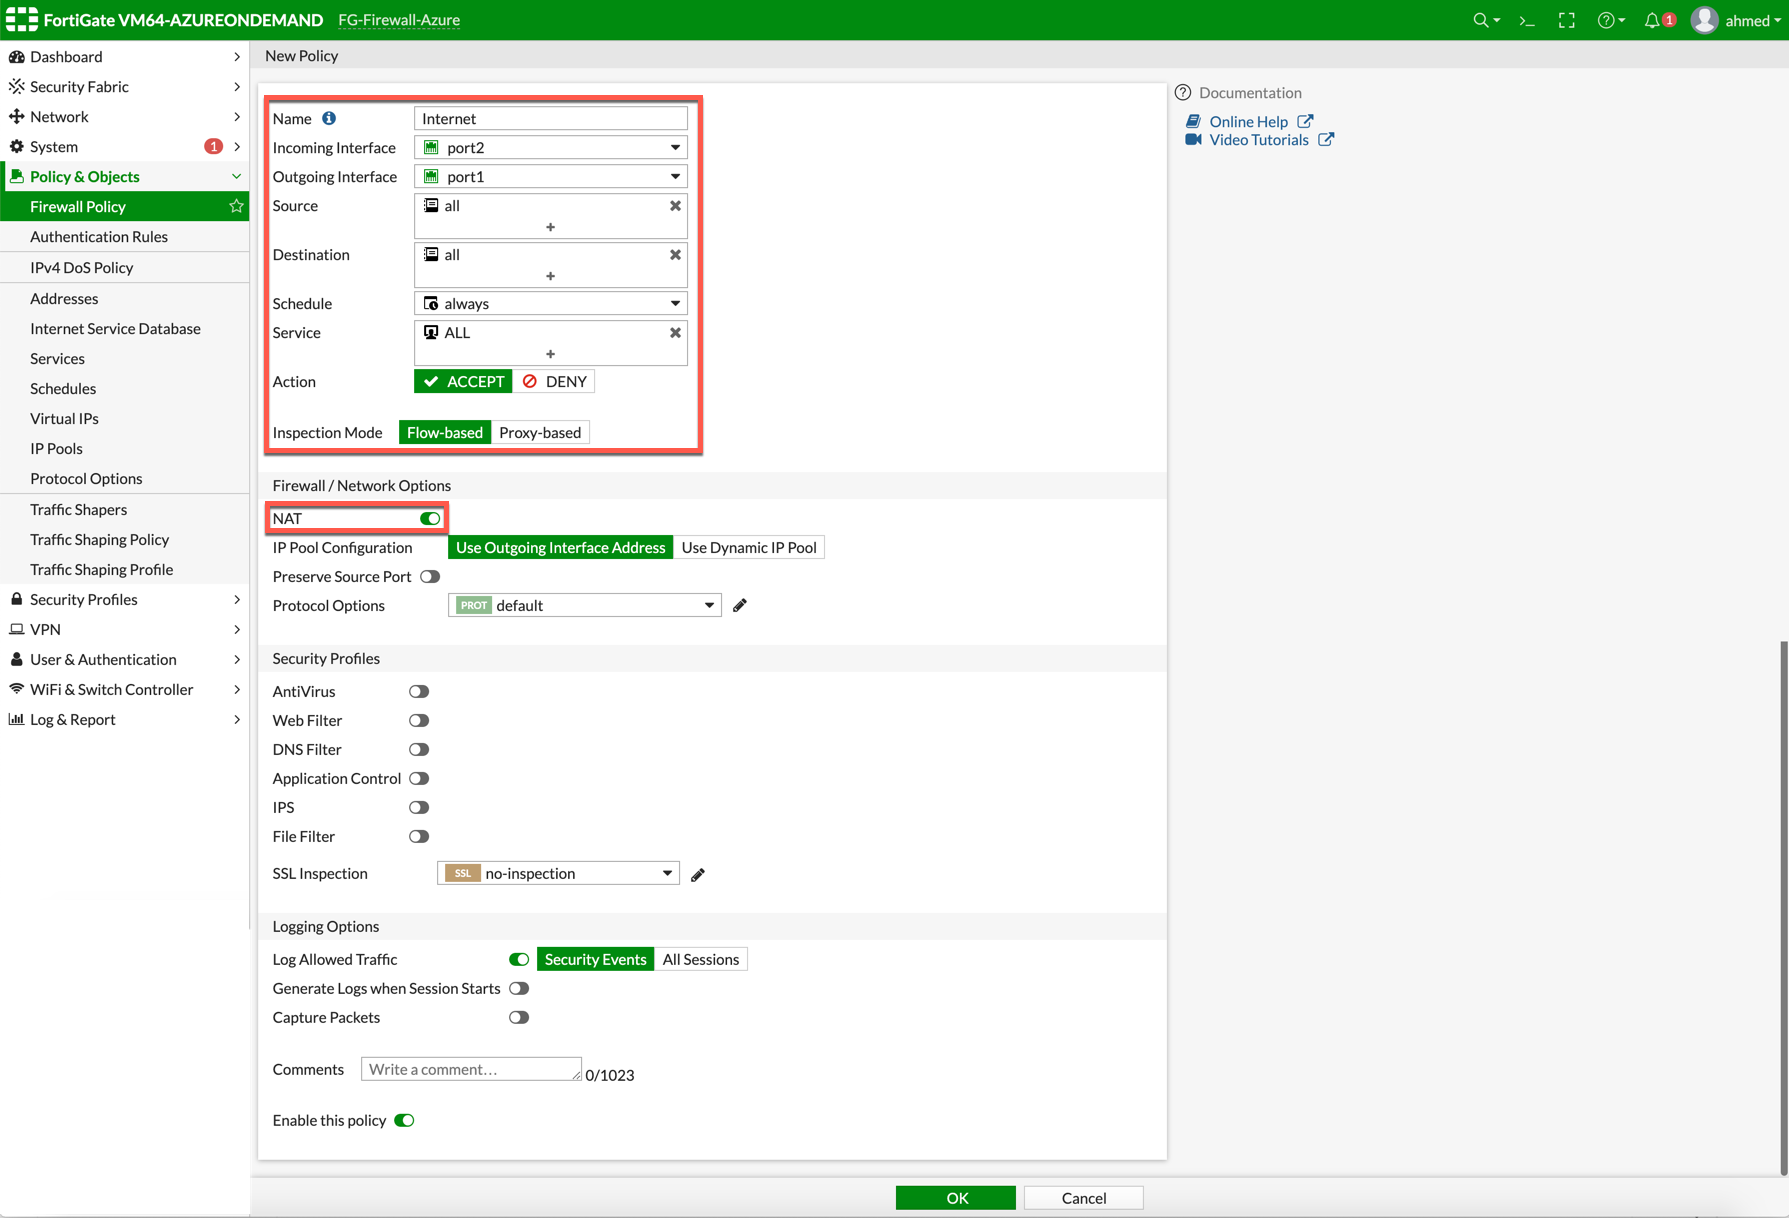 FortiGate VM64-AZUREONDEMAND FG-Firewall-Azure
1
ahmed
Dashboard
Security Fabric
Network
System 1
Policy & Objects
Firewall Policy
Authentication Rules
IPv4 DoS Policy
Addresses
Internet Service Database
Services
Schedules
Virtual IPs
IP Pools
Protocol Options
Traffic Shapers
Traffic Shaping Policy
Traffic Shaping Profile
Security Profiles
VPN
User & Authentication
WiFi & Switch Controller
Log & Report
New Policy
Name Internet
Incoming Interface port2
Outgoing Interface port1
Source all
+
Destination all
+
Schedule always
Service ALL
+
Action ACCEPT DENY
Inspection Mode Flow-based Proxy-based
Firewall / Network Options
NAT
IP Pool Configuration Use Outgoing Interface Address Use Dynamic IP Pool
Preserve Source Port
Protocol Options PROT default
Security Profiles
AntiVirus
Web Filter
DNS Filter
Application Control
IPS
File Filter
SSL Inspection SSL no-inspection
Logging Options
Log Allowed Traffic Security Events All Sessions
Generate Logs when Session Starts
Capture Packets
Comments Write a comment... 0/1023
Enable this policy
OK Cancel
Documentation
Online Help
Video Tutorials